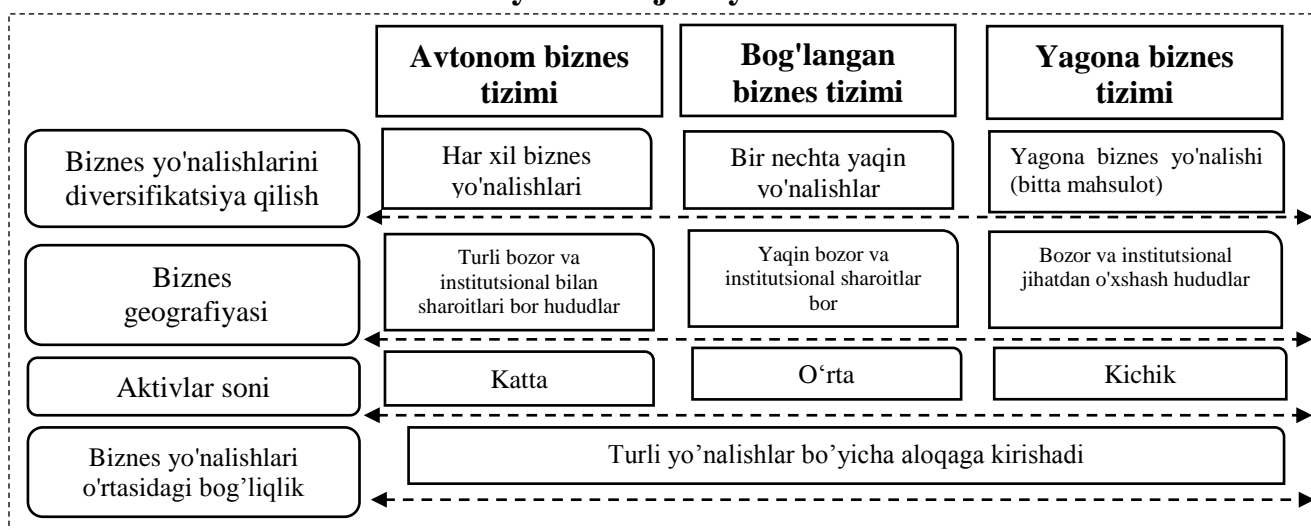 Avtonom biznes
tizimi
Bog'langan
biznes tizimi
Yagona biznes
tizimi
Biznes yo'nalishlarini
diversifikatsiya qilish
Har xil biznes
yo'nalishlari
Bir nechta yaqin
yo'nalishlar
Yagona biznes yo'nalishi
(bitta mahsulot)
Biznes
geografiyasi
Turli bozor va
institutsional bilan
sharoitlari bor hududlar
Yaqin bozor va
institutsional sharoitlar
bor
Bozor va institutsional
jihatdan o'xshash hududlar
Aktivlar soni
Katta
O‘rta
Kichik
Biznes yo'nalishlari
o'rtasidagi bog’liqlik
Turli yo’nalishlar bo’yicha aloqaga kirishadi